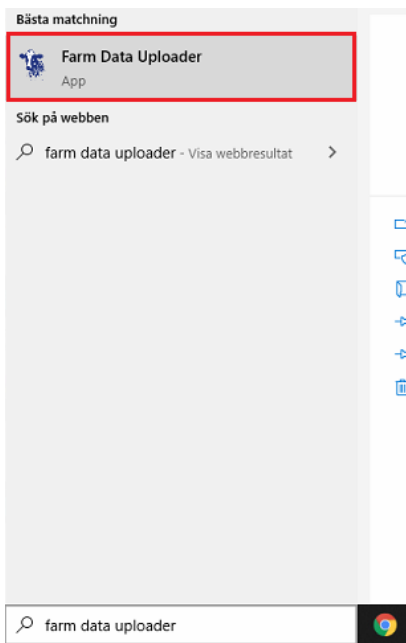 Bästa matchning
Farm Data Uploader
App
Sök på webben
farm data uploader - Visa webbresultat
farm data uploader